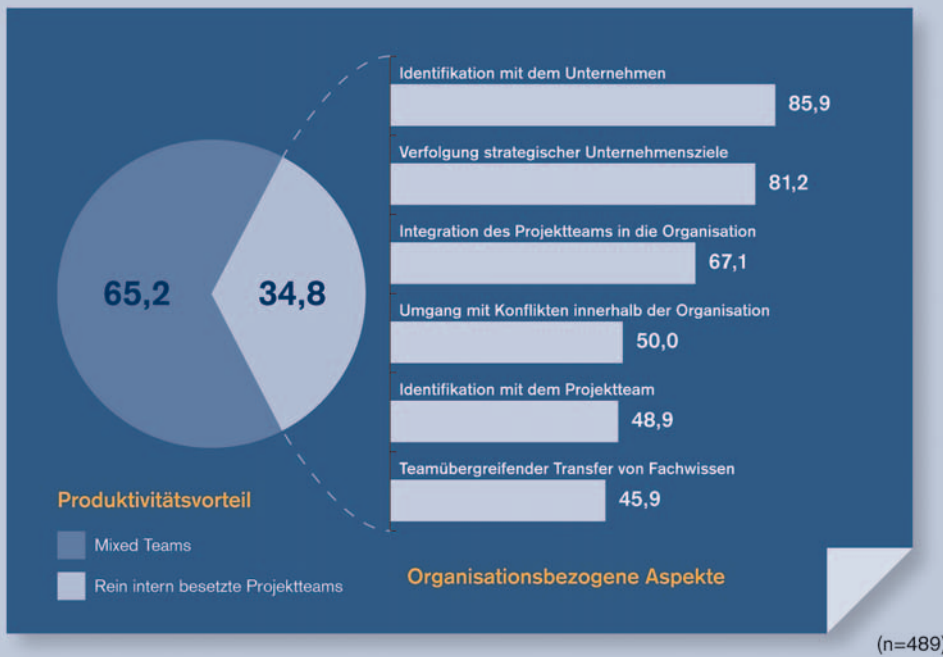 65,2
34,8
Identifikation mit dem Unternehmen
85,9
Verfolgung strategischer Unternehmensziele
81,2
Integration des Projektteams in die Organisation
67,1
Umgang mit Konflikten innerhalb der Organisation
50,0
Identifikation mit dem Projektteam
48,9
Teamübergreifender Transfer von Fachwissen
45,9
Produktivitätsvorteil
Mixed Teams
Rein intern besetzte Projektteams
Organisationsbezogene Aspekte
(n=489)